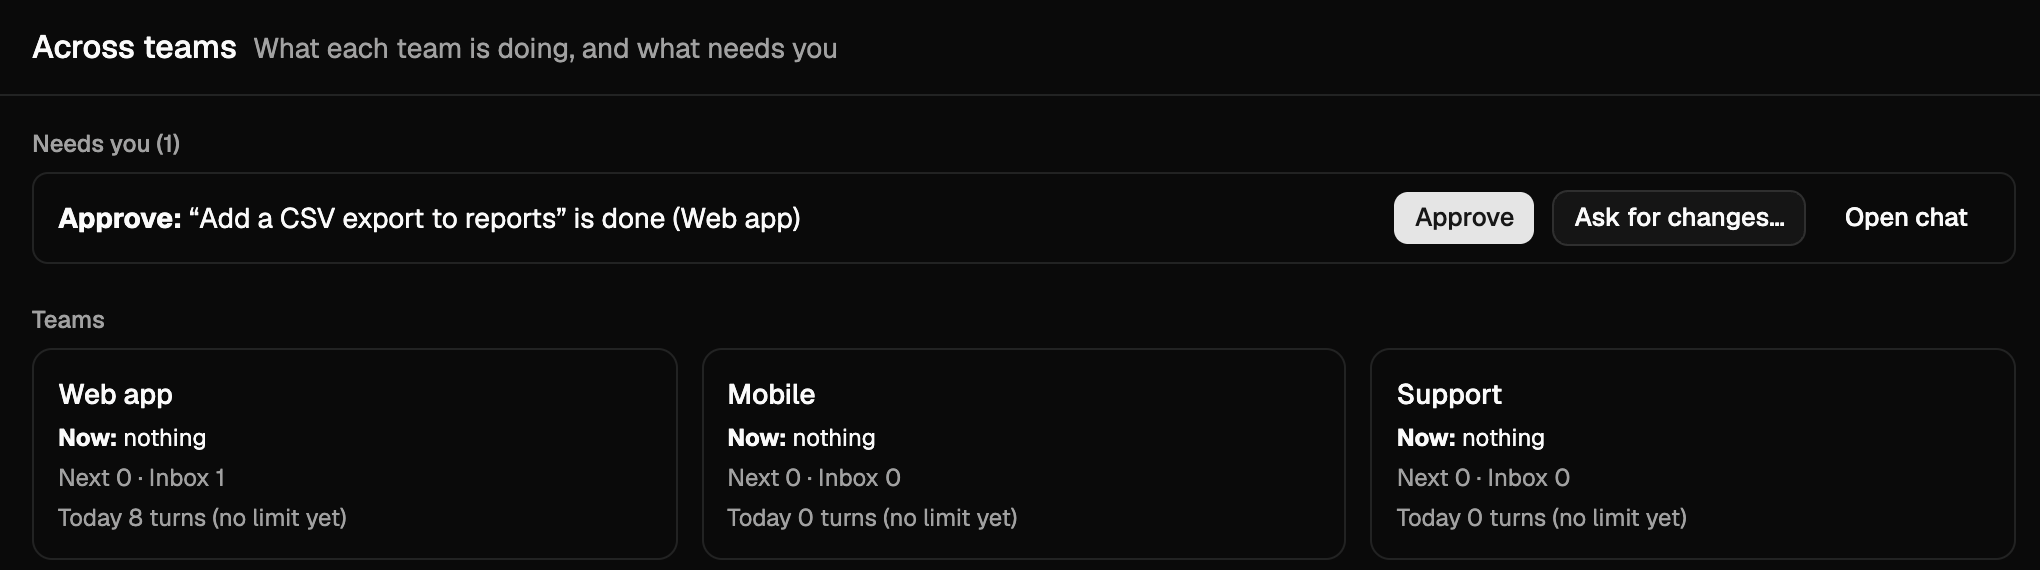 Across teams What each team is doing, and what needs you
Needs you (1)
Approve: “Add a CSV export to reports” is done (Web app)
Approve
Ask for changes...
Open chat
Teams
Web app
Now: nothing
Next 0 · Inbox 1
Today 8 turns (no limit yet)
Mobile
Now: nothing
Next 0 · Inbox 0
Today 0 turns (no limit yet)
Support
Now: nothing
Next 0 · Inbox 0
Today 0 turns (no limit yet)